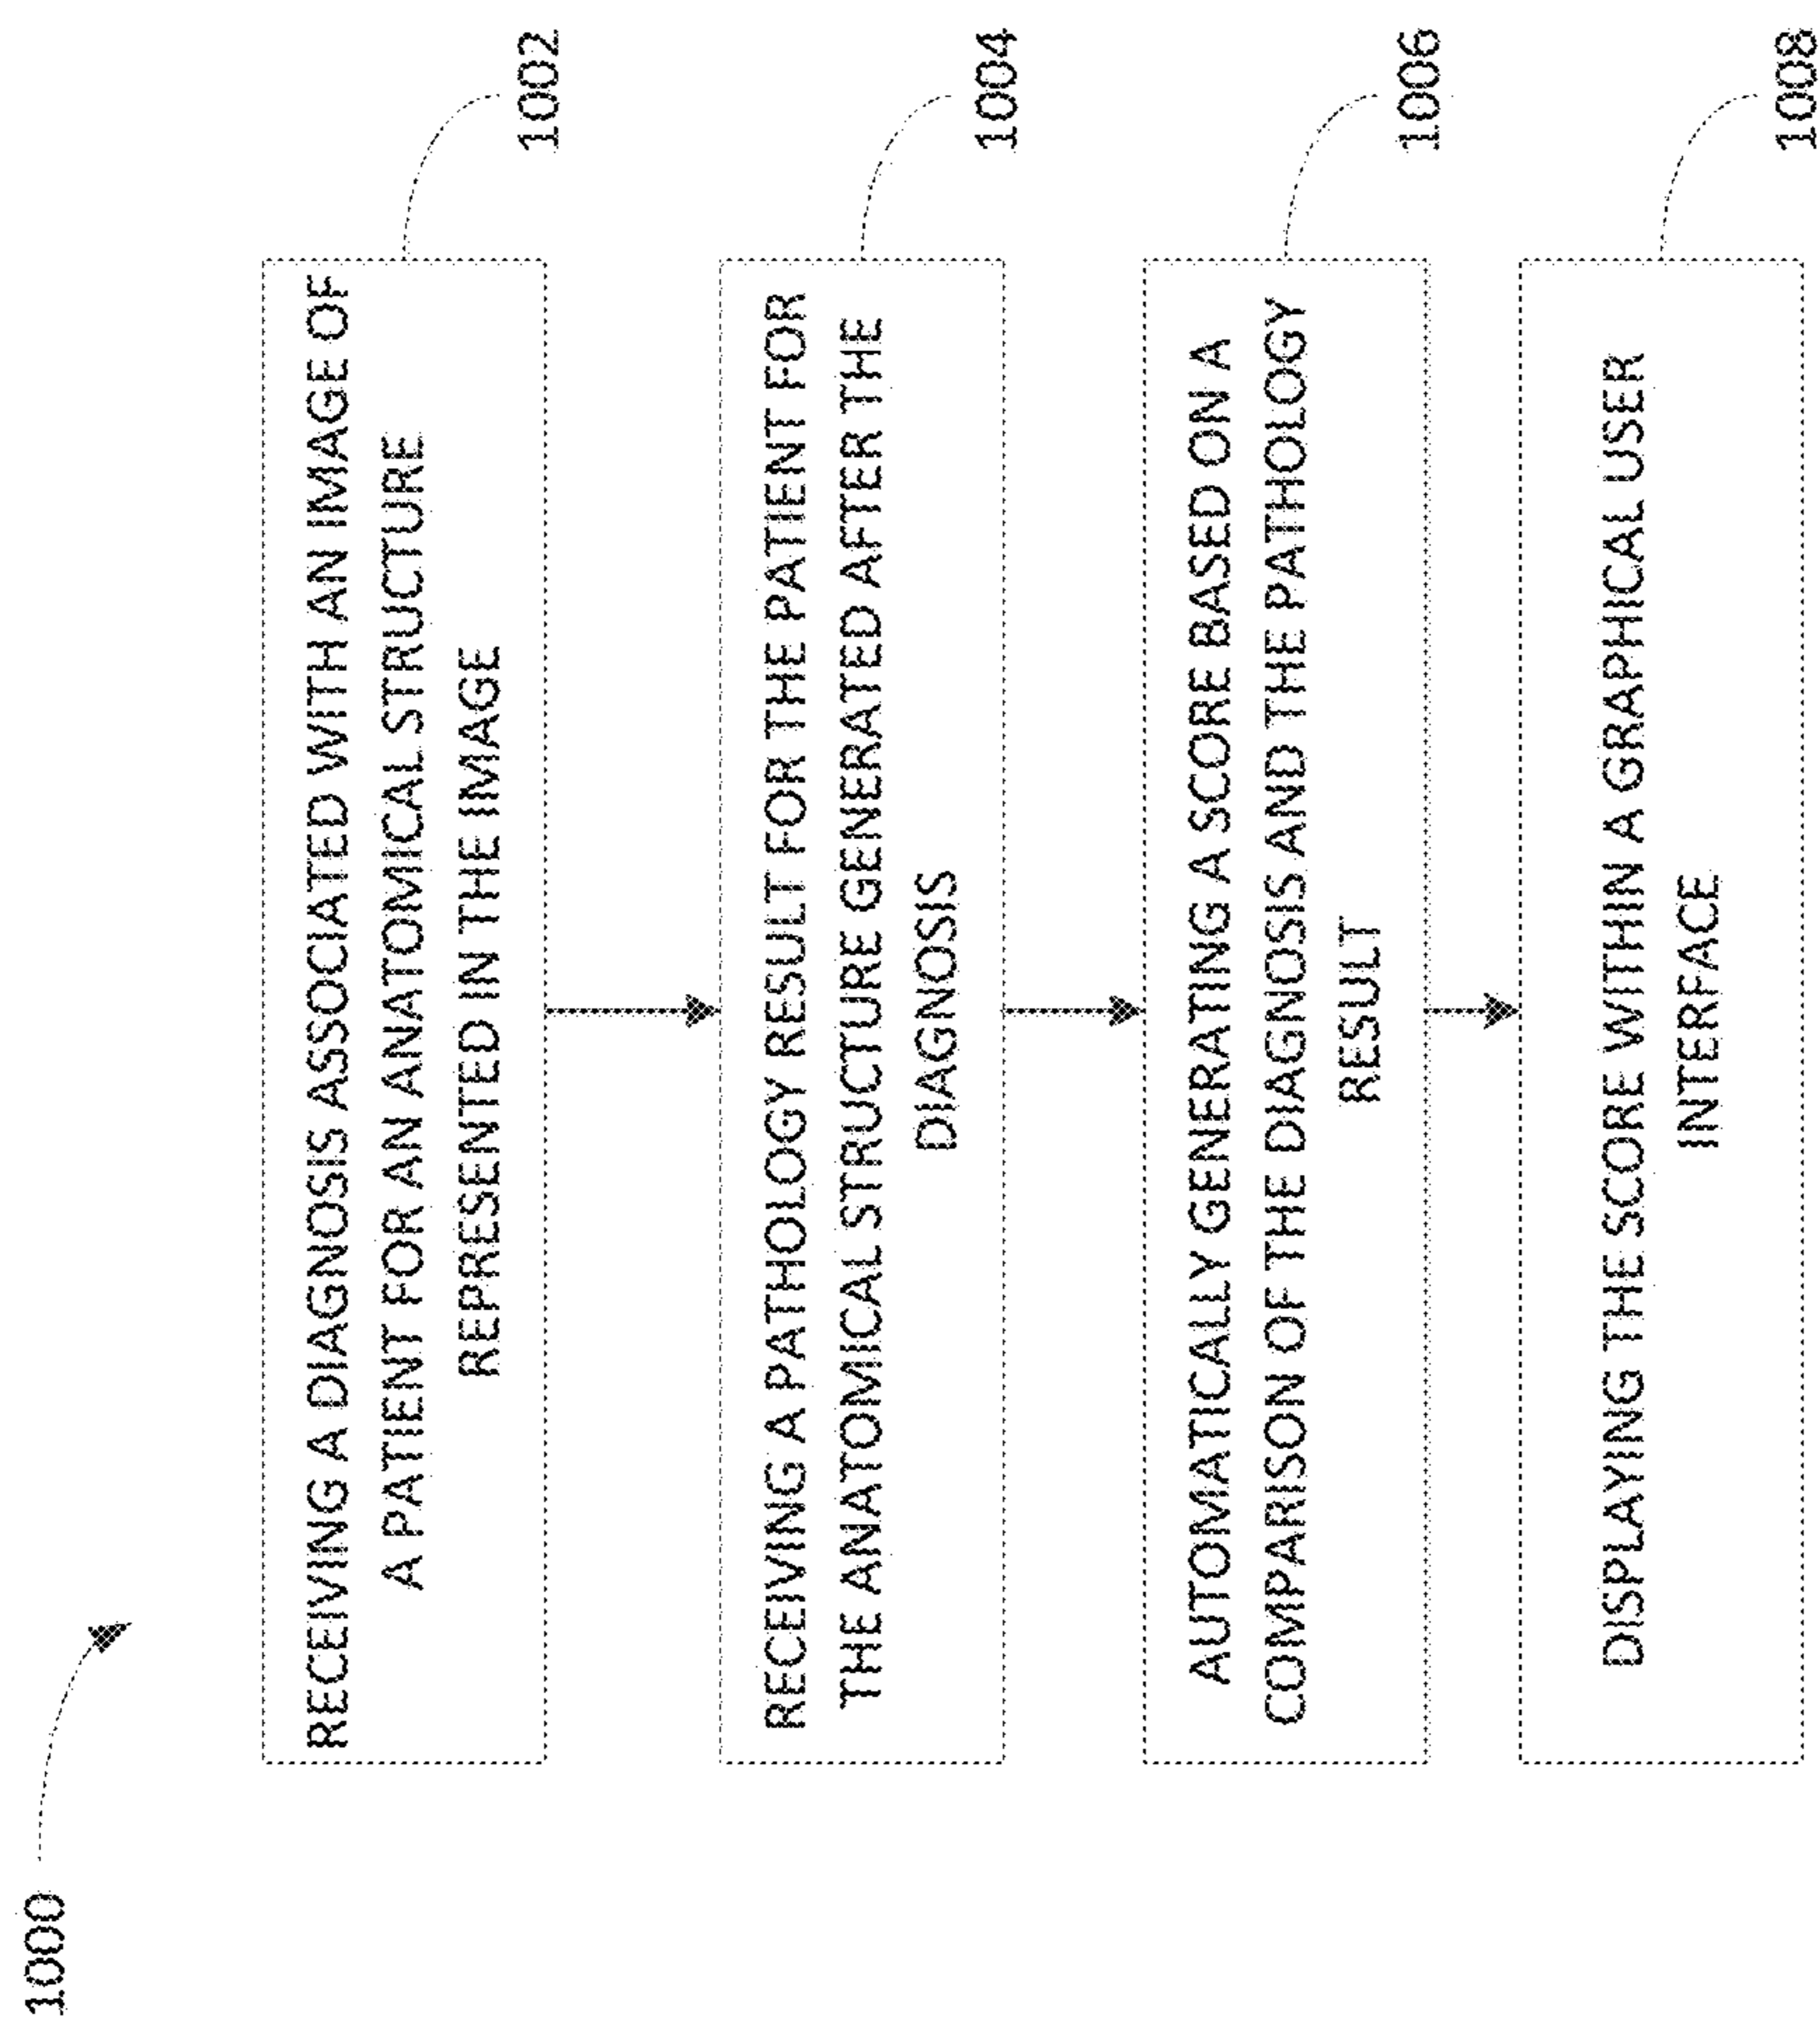 1000
RECEIVING A DIAGNOSIS ASSOCIATED WITH AN IMAGE OF
A PATIENT FOR AN ANATOMICAL STRUCTURE
REPRESENTED IN THE IMAGE
1002
RECEIVING A PATHOLOGY RESULT FOR THE PATIENT FOR
THE ANATOMICAL STRUCTURE GENERATED AFTER THE
DIAGNOSIS
1004
AUTOMATICALLY GENERATING A SCORE BASED ON A
COMPARISON OF THE DIAGNOSIS AND THE PATHOLOGY
RESULT
1006
DISPLAYING THE SCORE WITHIN A GRAPHICAL USER
INTERFACE
1008